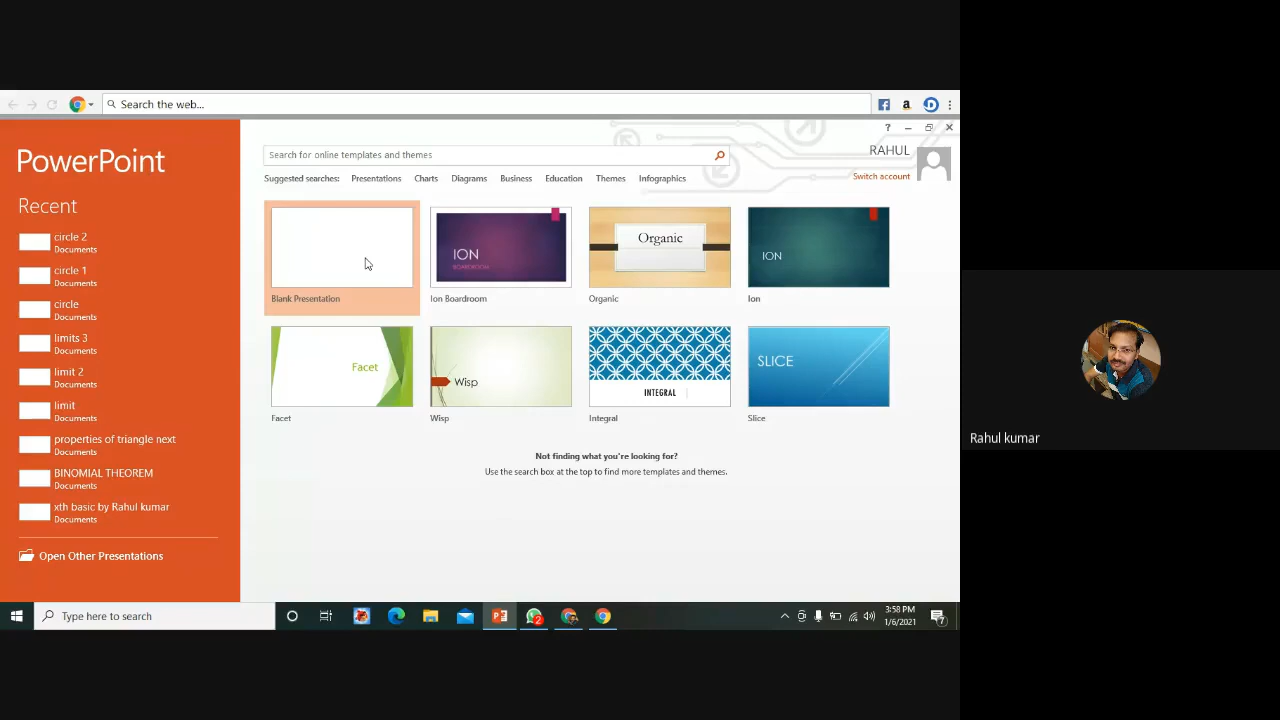 Search the web...
PowerPoint
Recent
circle 2
Documents
circle 1
Documents
circle
Documents
limits 3
Documents
limit 2
Documents
limit
Documents
properties of triangle next
Documents
BINOMIAL THEOREM
Documents
xth basic by Rahul kumar
Documents
Open Other Presentations
?
RAHUL
Switch account
Search for online templates and themes
Suggested searches: Presentations Charts Diagrams Business Education Themes Infographics
ION
BOARDROOM
Organic
ION
Blank Presentation
Ion Boardroom
Organic
Ion
Facet
Wisp
INTEGRAL
SLICE
Facet
Wisp
Integral
Slice
Not finding what you're looking for?
Use the search box at the top to find more templates and themes.
Rahul kumar
Type here to search
2
3:58 PM
1/6/2021
7